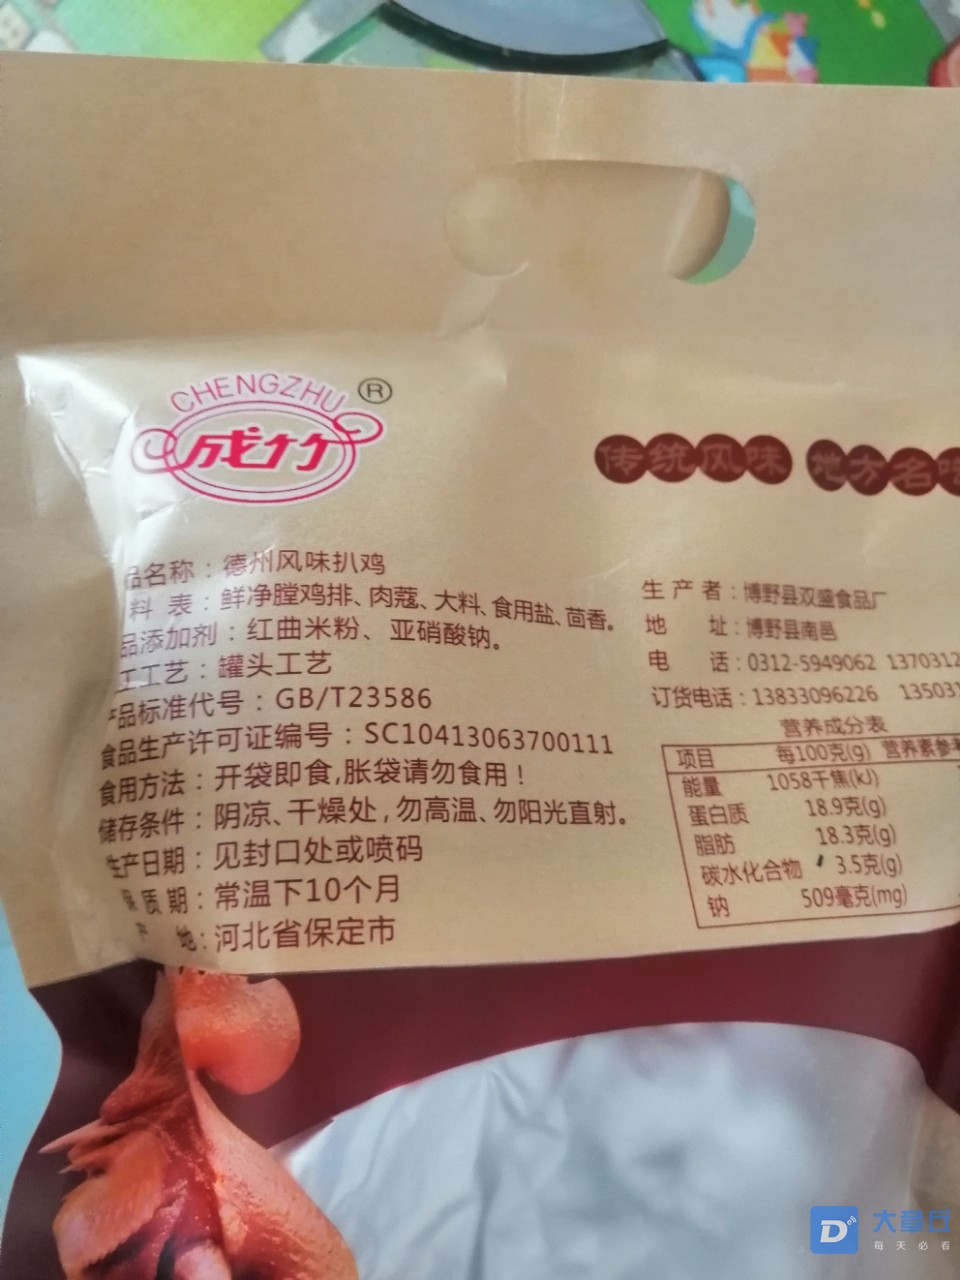 CHENGZHU ®
成竹
传统风味 地方名吃
品名称：德州风味扒鸡
料 表：鲜净膛鸡排、肉蔻、大料、食用盐、茴香。
品添加剂：红曲米粉、亚硝酸钠。
工工艺：罐头工艺
产品标准代号：GB/T23586
食品生产许可证编号：SC10413063700111
食用方法：开袋即食,胀袋请勿食用！
储存条件：阴凉、干燥处,勿高温、勿阳光直射。
生产日期：见封口处或喷码
保质期：常温下10个月
产 地：河北省保定市
生产者：博野县双盛食品厂
地 址：博野县南邑
电 话：0312-5949062 1370312
订货电话：13833096226 135031
营养成分表
项目 每100克(g) 营养素参考
能量 1058千焦(kJ)
蛋白质 18.9克(g)
脂肪 18.3克(g)
碳水化合物 3.5克(g)
钠 509毫克(mg)
大章丘
每天必看